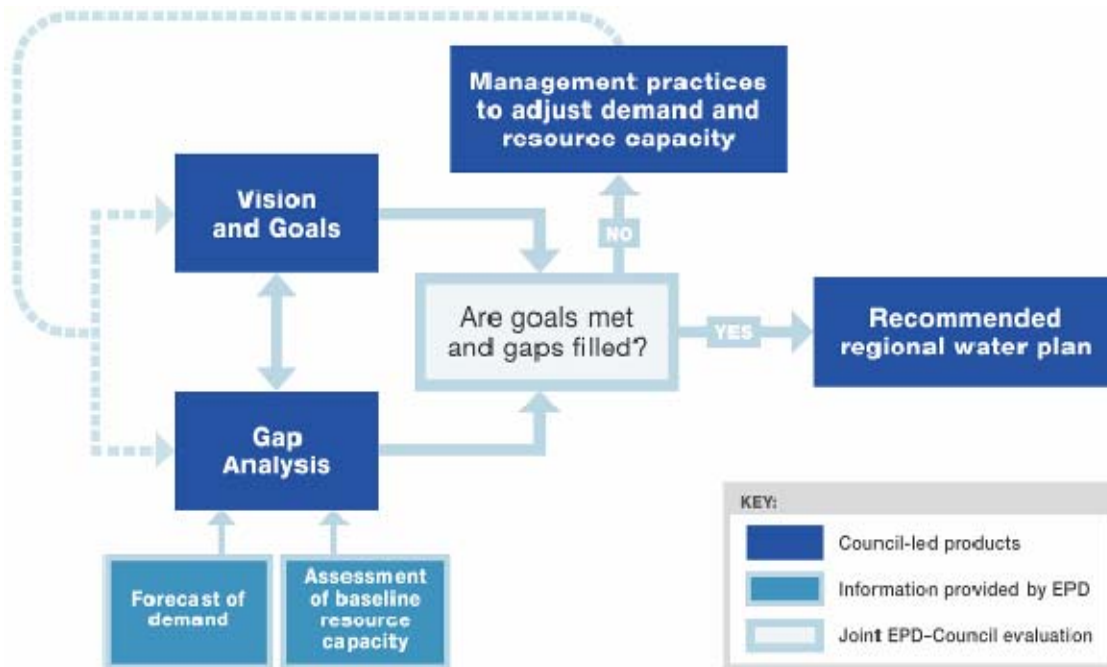 Management practices
to adjust demand and
resource capacity
Vision
and Goals
NO
Are goals met
and gaps filled?
YES
Recommended
regional water plan
Gap
Analysis
Forecast of
demand
Assessment
of baseline
resource
capacity
KEY:
Council-led products
Information provided by EPD
Joint EPD-Council evaluation